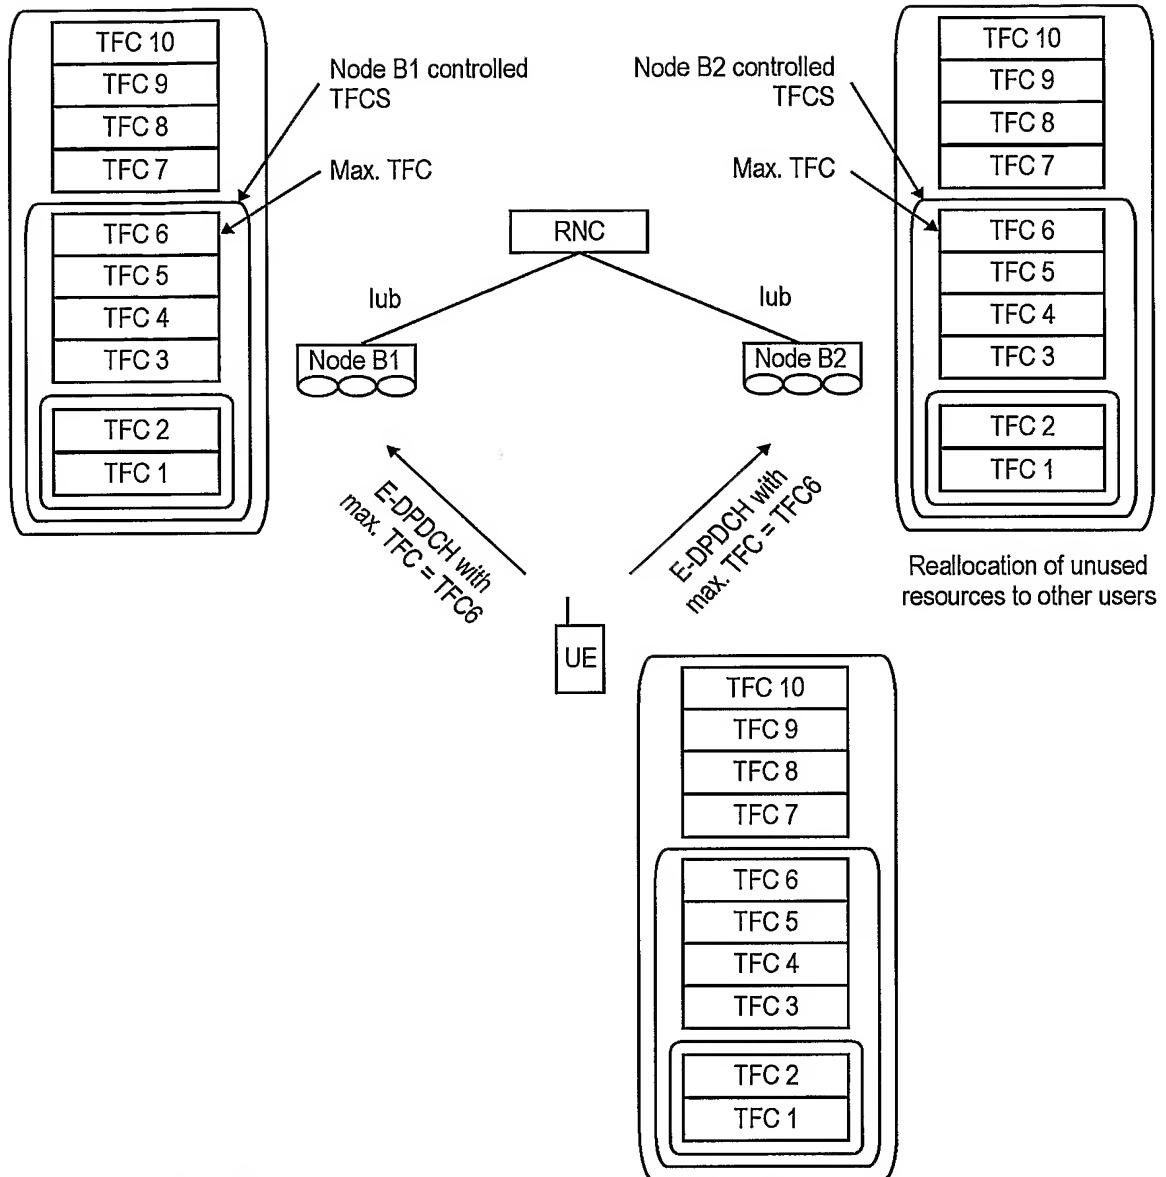 TFC 10
TFC 9
TFC 8
TFC 7
TFC 6
TFC 5
TFC 4
TFC 3
TFC 2
TFC 1
Node B1 controlled
TFCS
Max. TFC
Node B2 controlled
TFCS
Max. TFC
RNC
Iub
Iub
Node B1
Node B2
TFC 10
TFC 9
TFC 8
TFC 7
TFC 6
TFC 5
TFC 4
TFC 3
TFC 2
TFC 1
E-DPDCH with
max. TFC = TFC6
E-DPDCH with
max. TFC = TFC6
Reallocation of unused
resources to other users
UE
TFC 10
TFC 9
TFC 8
TFC 7
TFC 6
TFC 5
TFC 4
TFC 3
TFC 2
TFC 1